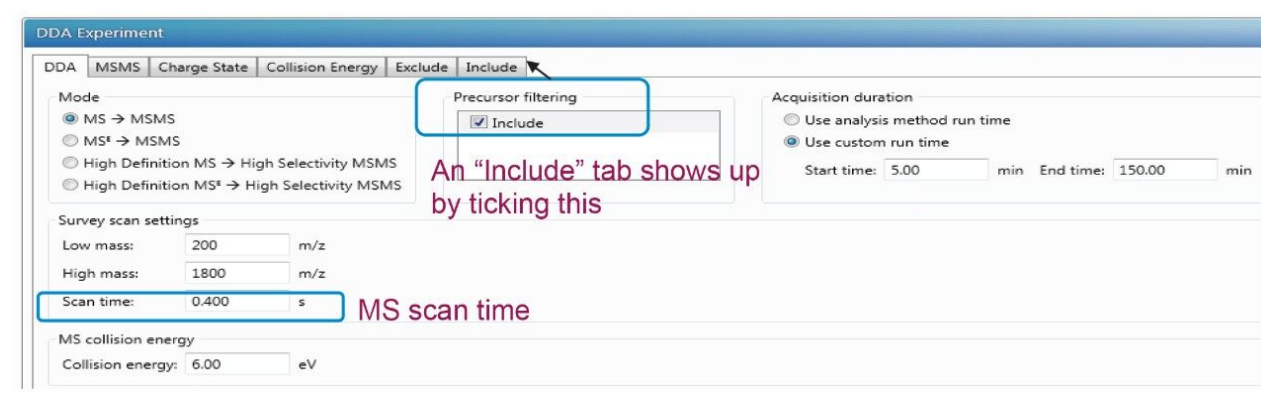 DDA Experiment
DDA MSMS Charge State Collision Energy Exclude Include
Mode
MS → MSMS
MSᴱ → MSMS
High Definition MS → High Selectivity MSMS
High Definition MSᴱ → High Selectivity MSMS
Precursor filtering
Include
An “Include” tab shows up
by ticking this
Acquisition duration
Use analysis method run time
Use custom run time
Start time: 5.00 min End time: 150.00 min
Survey scan settings
Low mass: 200 m/z
High mass: 1800 m/z
Scan time: 0.400 s
MS scan time
MS collision energy
Collision energy: 6.00 eV